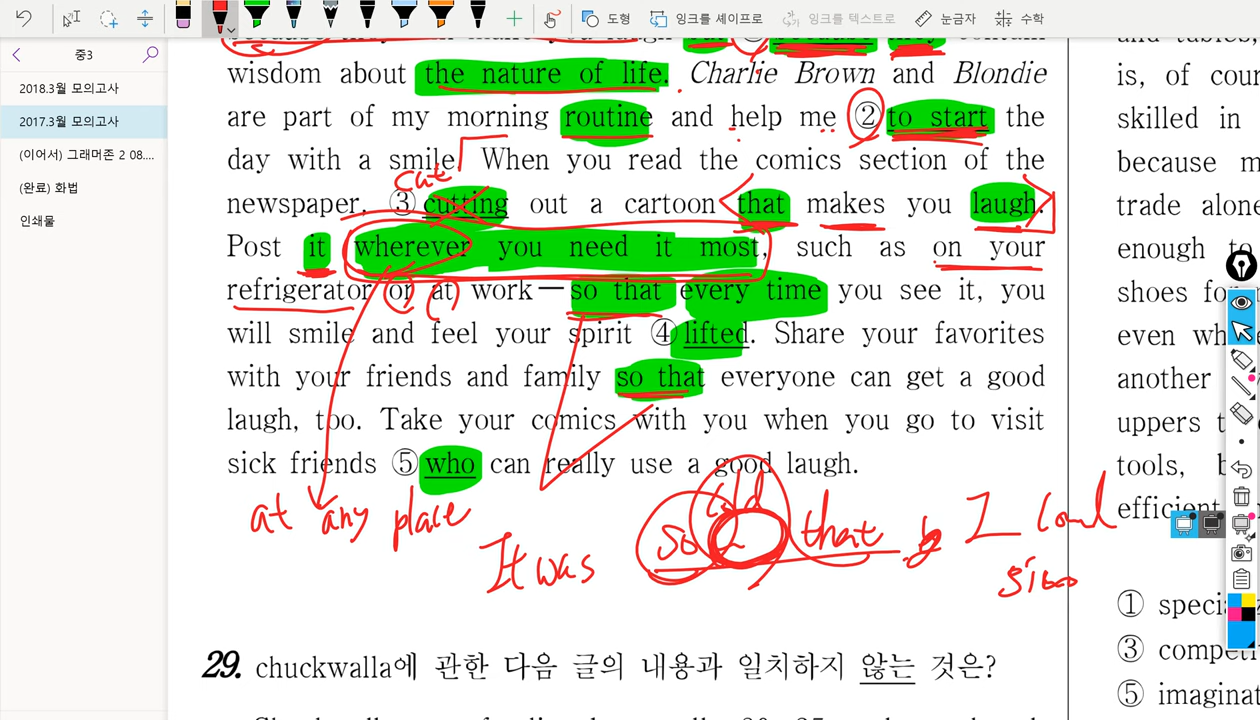 도형
잉크를 셰이프로
잉크를 텍스트로
눈금자
수학
중3
2018.3월 모의고사
2017.3월 모의고사
(이어서) 그래머존 2 08....
(완료) 화법
인쇄물
wisdom about the nature of life. Charlie Brown and Blondie
are part of my morning routine and help me ② to start the
day with a smile. When you read the comics section of the
cut
newspaper, ③ cutting out a cartoon that makes you laugh.
Post it wherever you need it most, such as on your
refrigerator or at work—so that every time you see it, you
will smile and feel your spirit ④ lifted. Share your favorites
with your friends and family so that everyone can get a good
laugh, too. Take your comics with you when you go to visit
sick friends ⑤ who can really use a good laugh.
at any place
It was so cold that I
29. chuckwalla에 관한 다음 글의 내용과 일치하지 않는 것은?
is, of cour
skilled in
because m
trade alone
enough to
shoes fo
even wh
another
uppers t
tools, b
efficient
① specia
③ compet
⑤ imaginat